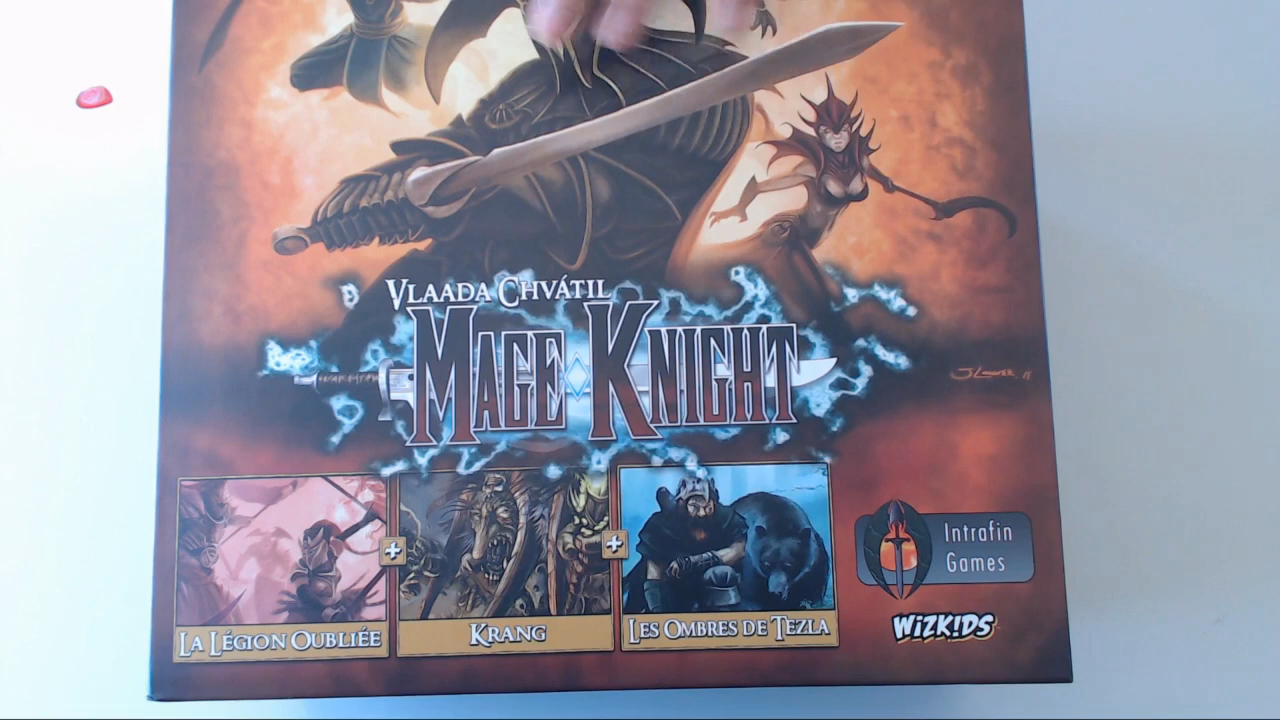 VLAADA CHVÁTIL
MAGE KNIGHT
LA LÉGION OUBLIÉE
+
KRANG
+
LES OMBRES DE TEZLA
Intrafin
Games
WIZKIDS